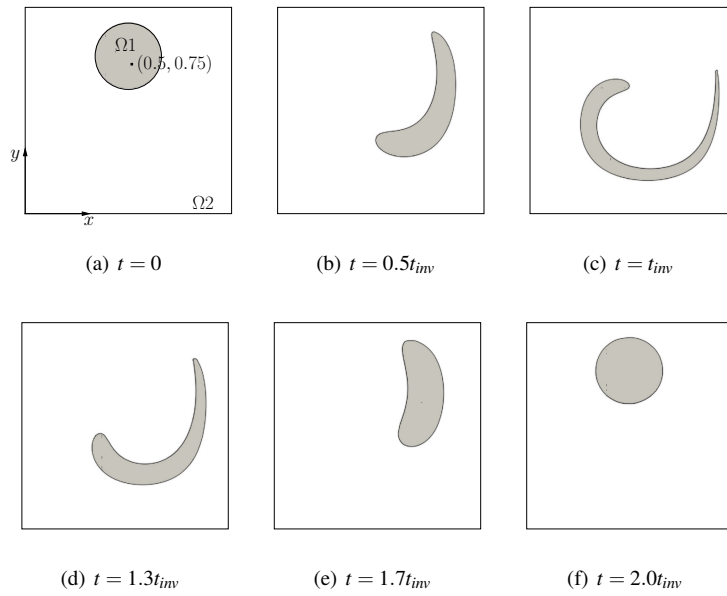 Ω1
(0.5, 0.75)
y
Ω2
x
(a) t = 0
(b) t = 0.5t_inv
(c) t = t_inv
(d) t = 1.3t_inv
(e) t = 1.7t_inv
(f) t = 2.0t_inv